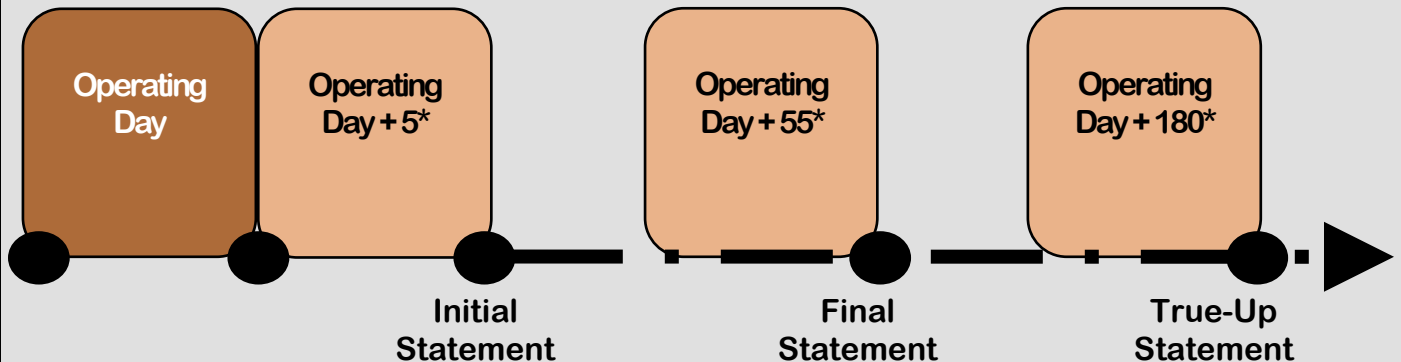 Operating
Day
Operating
Day + 5*
Operating
Day + 55*
Operating
Day + 180*
Initial
Statement
Final
Statement
True-Up
Statement